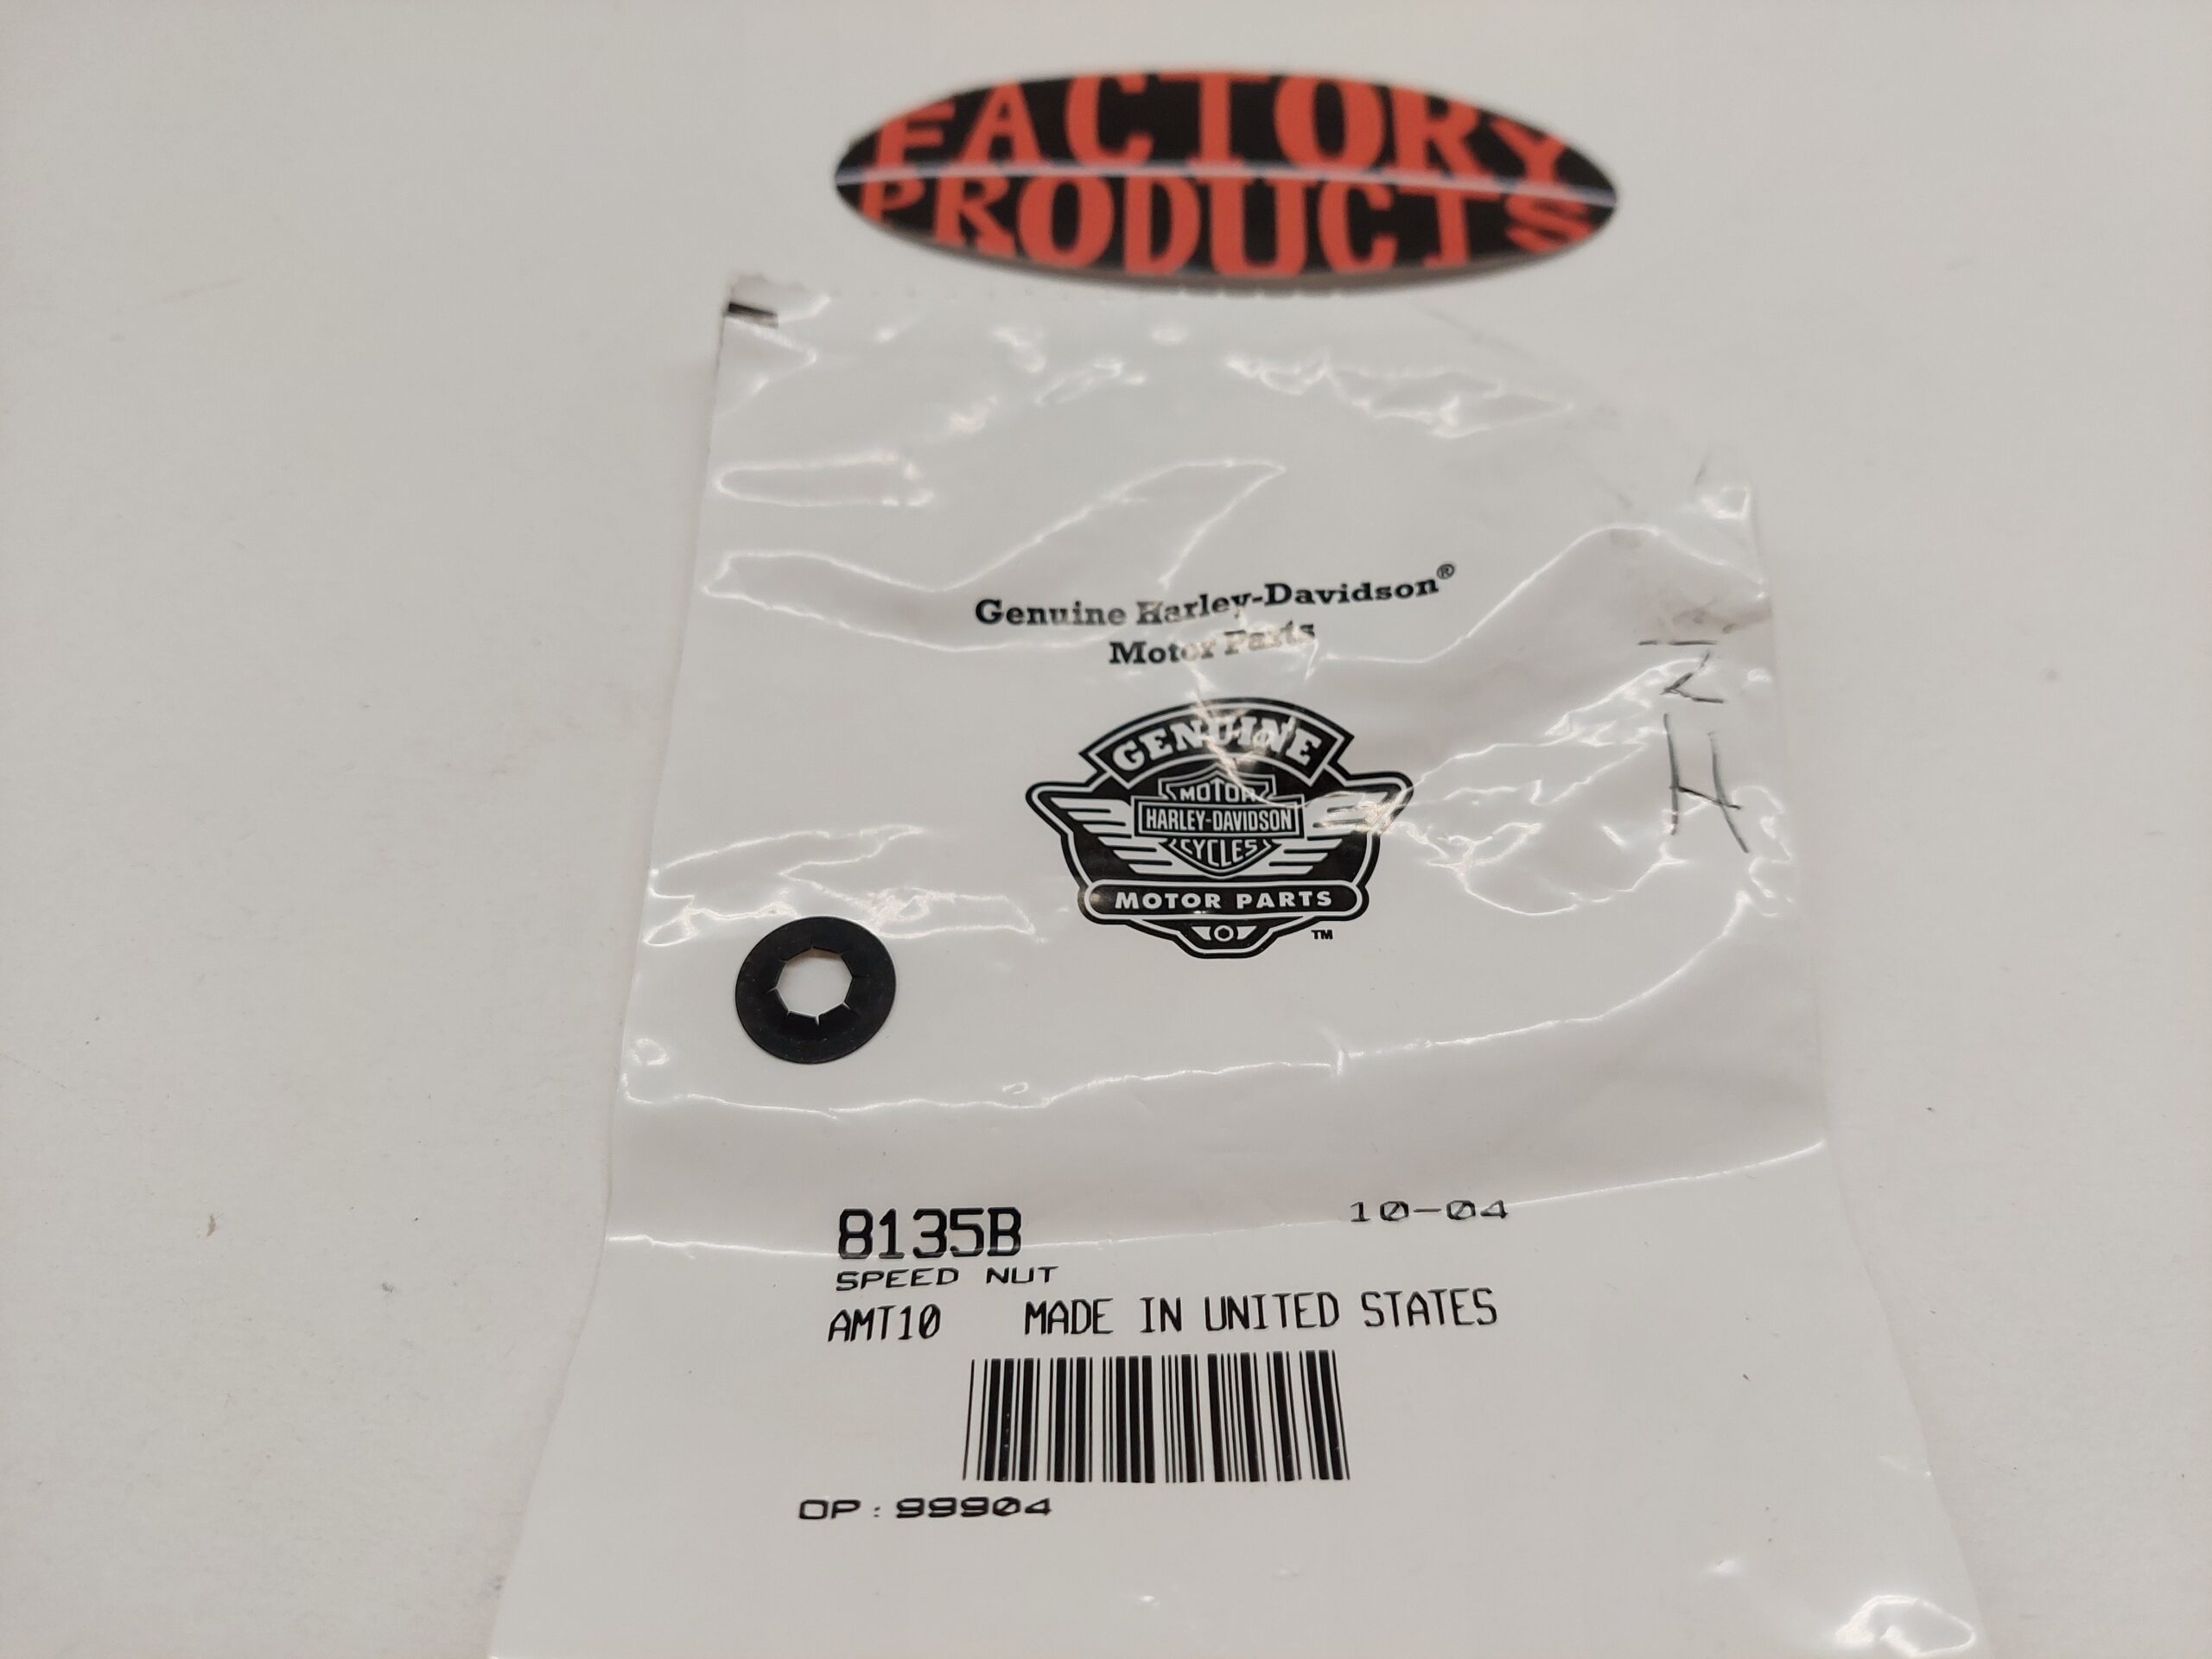 FACTORY
PRODUCTS
Genuine Harley-Davidson®
Motor Parts
GENUINE
MOTOR
HARLEY-DAVIDSON
CYCLES
MOTOR PARTS
TM
8135B
10-04
SPEED NUT
AMT10 MADE IN UNITED STATES
OP: 99904